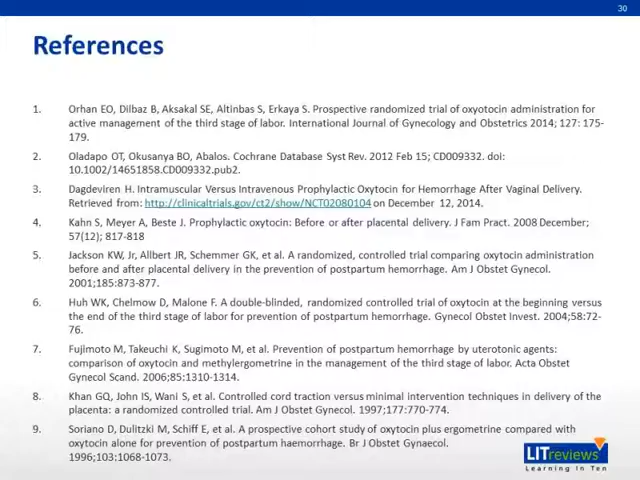 30
References
1. Orhan EO, Dilbaz B, Aksakal SE, Altinbas S, Erkaya S. Prospective randomized trial of oxyotocin administration for
active management of the third stage of labor. International Journal of Gynecology and Obstetrics 2014; 127: 175-
179.
2. Oladapo OT, Okusanya BO, Abalos. Cochrane Database Syst Rev. 2012 Feb 15; CD009332. doi:
10.1002/14651858.CD009332.pub2.
3. Dagdeviren H. Intramuscular Versus Intravenous Prophylactic Oxytocin for Hemorrhage After Vaginal Delivery.
Retrieved from: http://clinicaltrials.gov/ct2/show/NCT02080104 on December 12, 2014.
4. Kahn S, Meyer A, Beste J. Prophylactic oxytocin: Before or after placental delivery. J Fam Pract. 2008 December;
57(12); 817-818
5. Jackson KW, Jr, Allbert JR, Schemmer GK, et al. A randomized, controlled trial comparing oxytocin administration
before and after placental delivery in the prevention of postpartum hemorrhage. Am J Obstet Gynecol.
2001;185:873-877.
6. Huh WK, Chelmow D, Malone F. A double-blinded, randomized controlled trial of oxytocin at the beginning versus
the end of the third stage of labor for prevention of postpartum hemorrhage. Gynecol Obstet Invest. 2004;58:72-
76.
7. Fujimoto M, Takeuchi K, Sugimoto M, et al. Prevention of postpartum hemorrhage by uterotonic agents:
comparison of oxytocin and methylergometrine in the management of the third stage of labor. Acta Obstet
Gynecol Scand. 2006;85:1310-1314.
8. Khan GQ, John IS, Wani S, et al. Controlled cord traction versus minimal intervention techniques in delivery of the
placenta: a randomized controlled trial. Am J Obstet Gynecol. 1997;177:770-774.
9. Soriano D, Dulitzki M, Schiff E, et al. A prospective cohort study of oxytocin plus ergometrine compared with
oxytocin alone for prevention of postpartum haemorrhage. Br J Obstet Gynaecol.
1996;103:1068-1073.
LITreviews
Learning In Ten